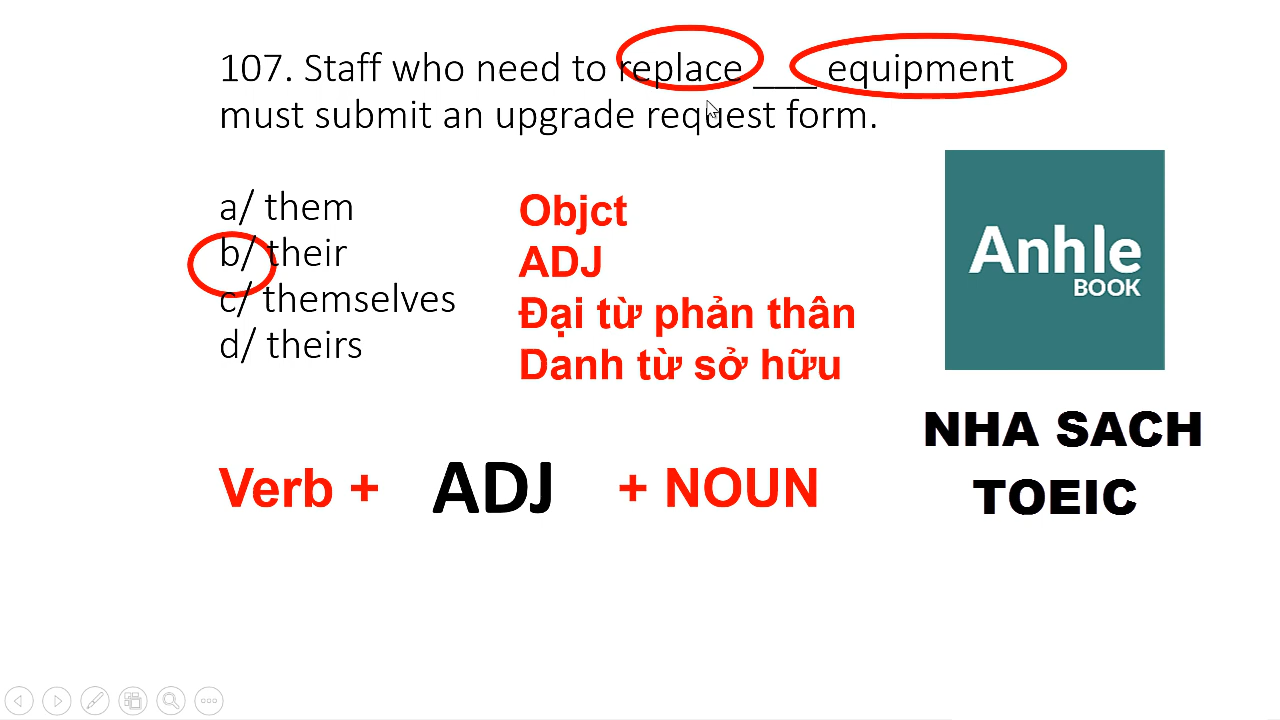 107. Staff who need to replace ___ equipment
must submit an upgrade request form.
a/ them
b/ their
c/ themselves
d/ theirs
Objct
ADJ
Đại từ phản thân
Danh từ sở hữu
Verb + ADJ + NOUN
Anhle
BOOK
NHA SACH
TOEIC